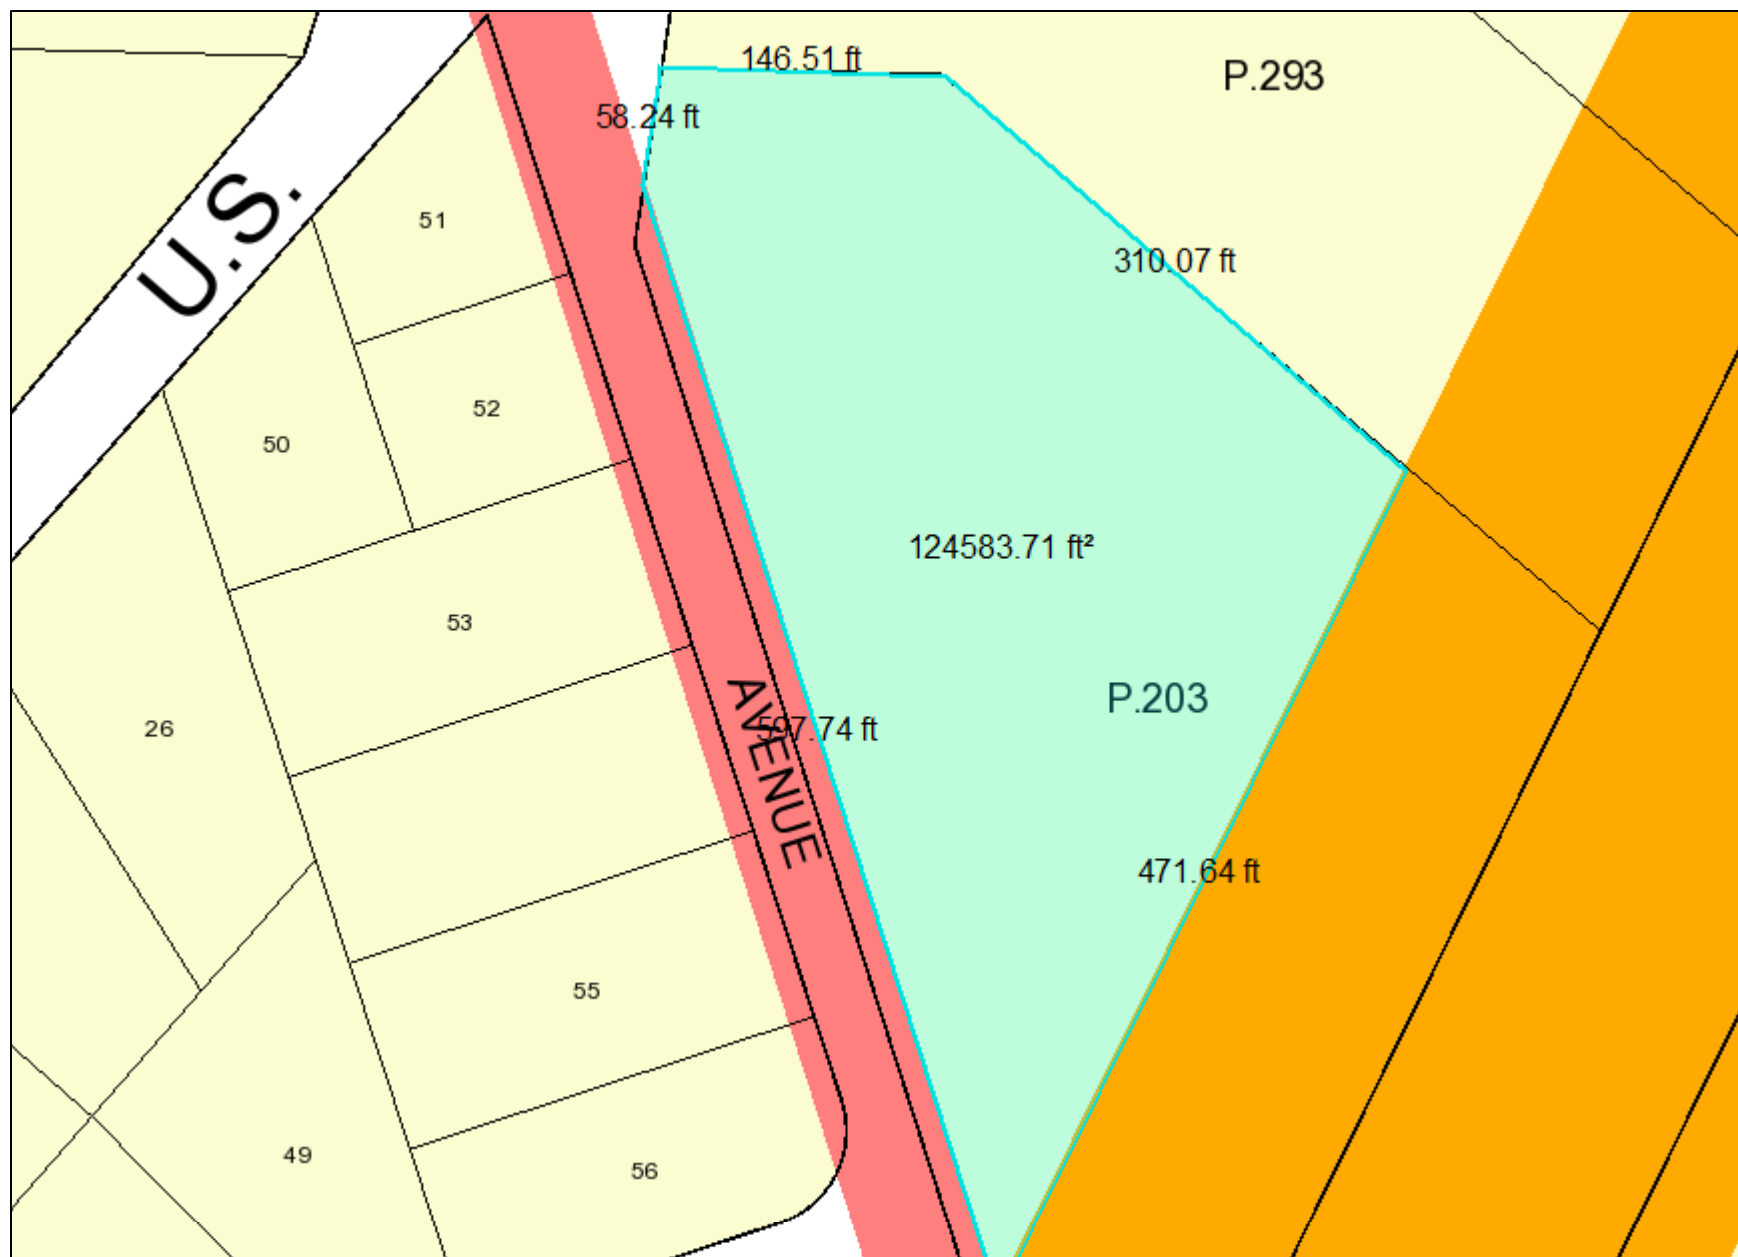 146.51 ft
P.293
58.24 ft
U.S.
51
310.07 ft
52
50
124583.71 ft²
53
P.203
26
AVENUE
597.74 ft
471.64 ft
55
49
56